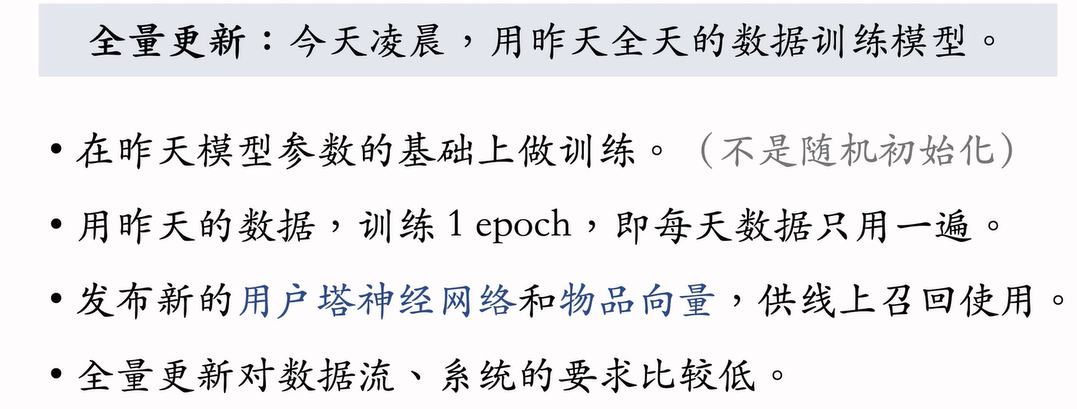 全量更新：今天凌晨，用昨天全天的数据训练模型。
• 在昨天模型参数的基础上做训练。（不是随机初始化）
• 用昨天的数据，训练 1 epoch，即每天数据只用一遍。
• 发布新的用户塔神经网络和物品向量，供线上召回使用。
• 全量更新对数据流、系统的要求比较低。